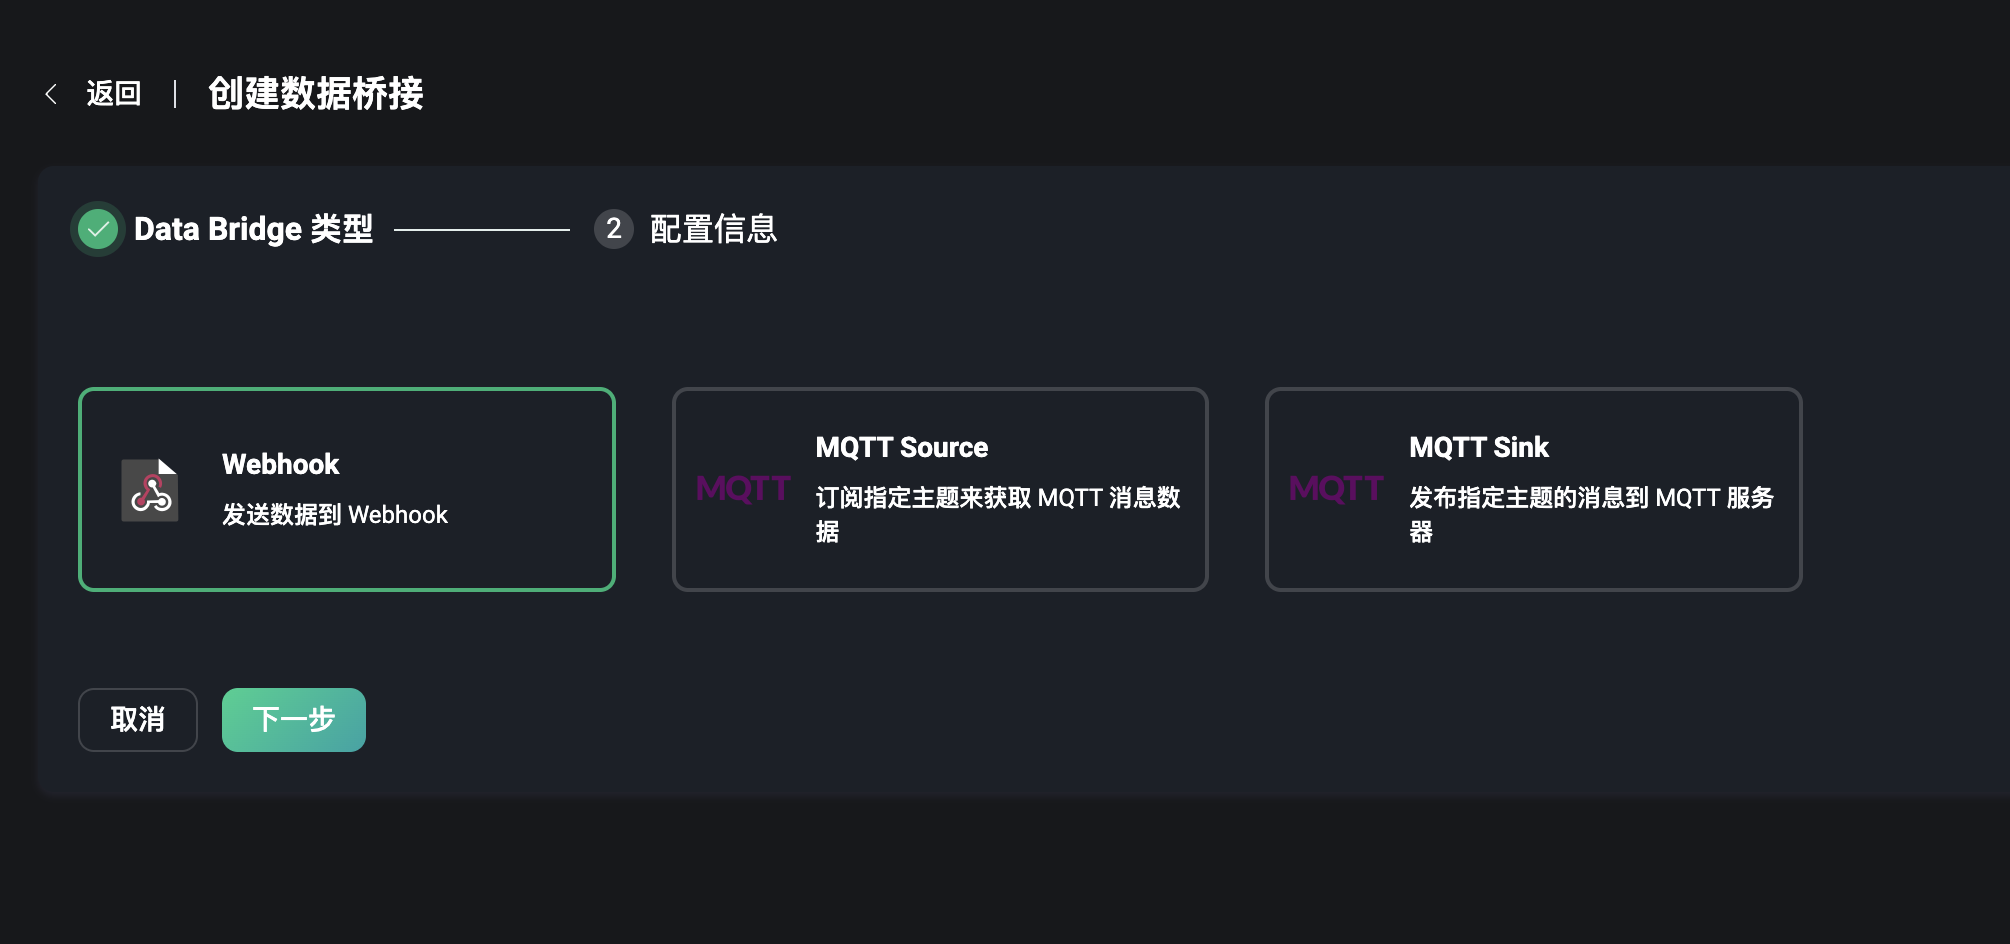 返回 | 创建数据桥接
Data Bridge 类型
2 配置信息
Webhook
发送数据到 Webhook
MQTT
MQTT Source
订阅指定主题来获取 MQTT 消息数
据
MQTT
MQTT Sink
发布指定主题的消息到 MQTT 服务
器
取消
下一步